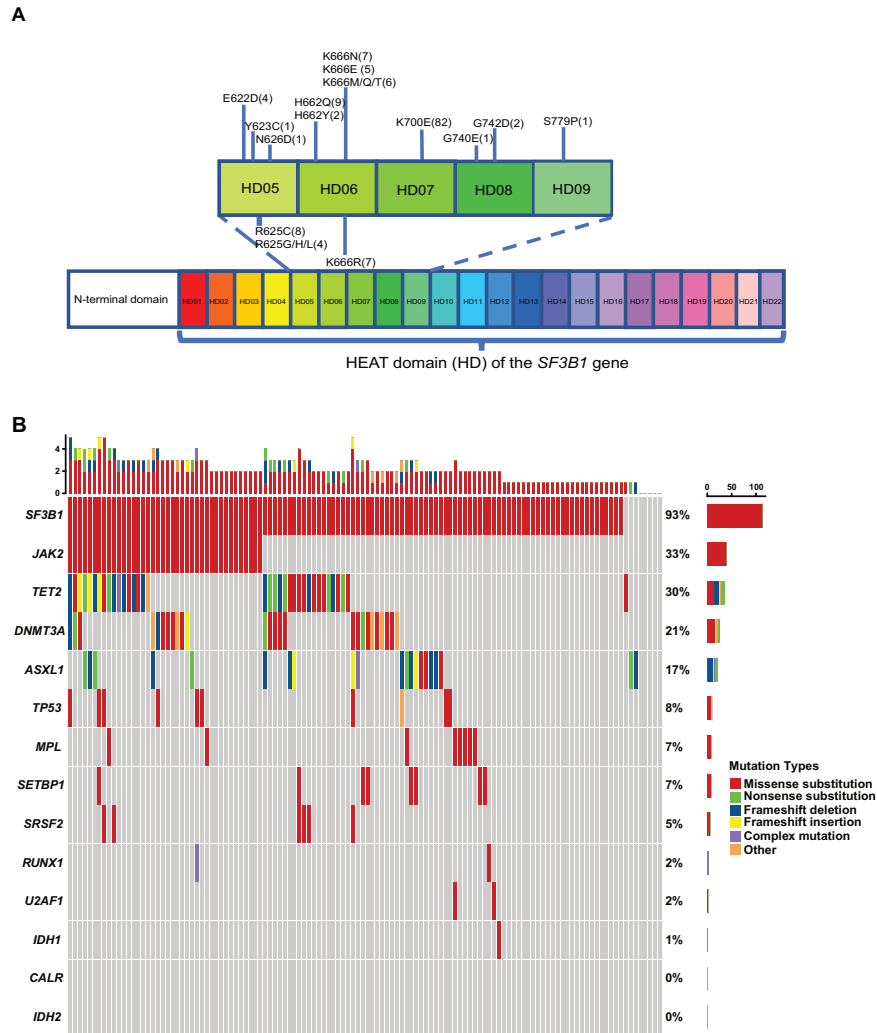 A
K666N(7)
K666E (5)
K666M/Q/T(6)
E622D(4)
H662Q(9)
H662Y(2)
Y623C(1)
N626D(1)
K700E(82)
G742D(2)
G740E(1)
S779P(1)
HD05 HD06 HD07 HD08 HD09
R625C(8)
R625G/H/L(4)
K666R(7)
N-terminal domain HD01 HD02 HD03 HD04 HD05 HD06 HD07 HD08 HD09 HD10 HD11 HD12 HD13 HD14 HD15 HD16 HD17 HD18 HD19 HD20 HD21 HD22
HEAT domain (HD) of the SF3B1 gene
B
4
2
0
0 50 100
SF3B1 93%
JAK2 33%
TET2 30%
DNMT3A 21%
ASXL1 17%
TP53 8%
MPL 7%
SETBP1 7%
SRSF2 5%
RUNX1 2%
U2AF1 2%
IDH1 1%
CALR 0%
IDH2 0%
Mutation Types
Missense substitution
Nonsense substitution
Frameshift deletion
Frameshift insertion
Complex mutation
Other